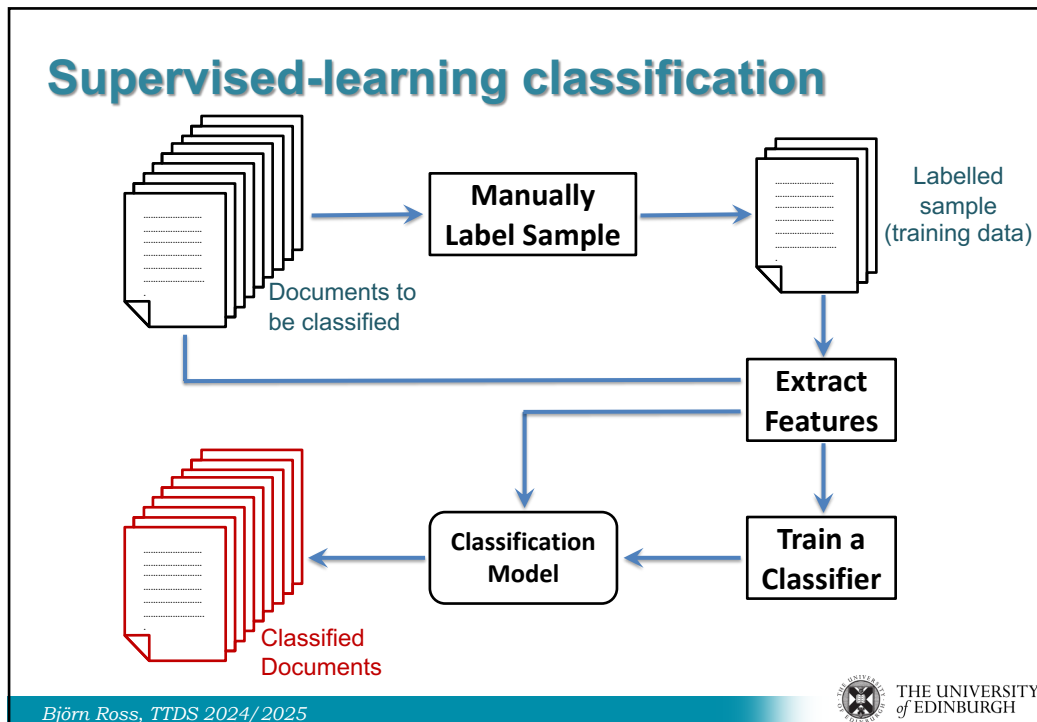 Supervised-learning classification
Manually
Label Sample
Labelled
sample
(training data)
Documents to
be classified
Extract
Features
Classification
Model
Train a
Classifier
Classified
Documents
Björn Ross, TTDS 2024/2025
THE UNIVERSITY
of EDINBURGH